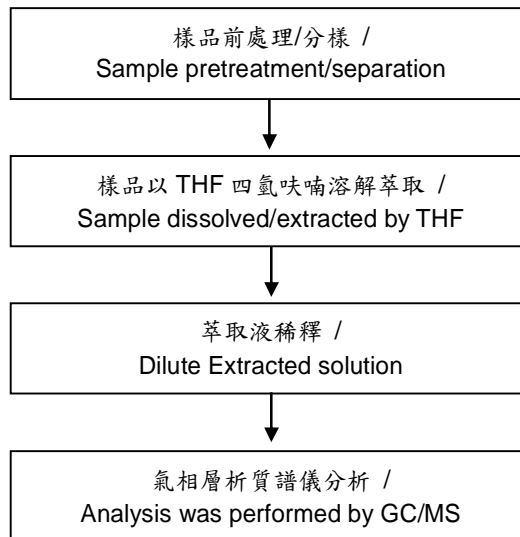 樣品前處理/分樣 /
Sample pretreatment/separation
樣品以 THF 四氫呋喃溶解萃取 /
Sample dissolved/extracted by THF
萃取液稀釋 /
Dilute Extracted solution
氣相層析質譜儀分析 /
Analysis was performed by GC/MS